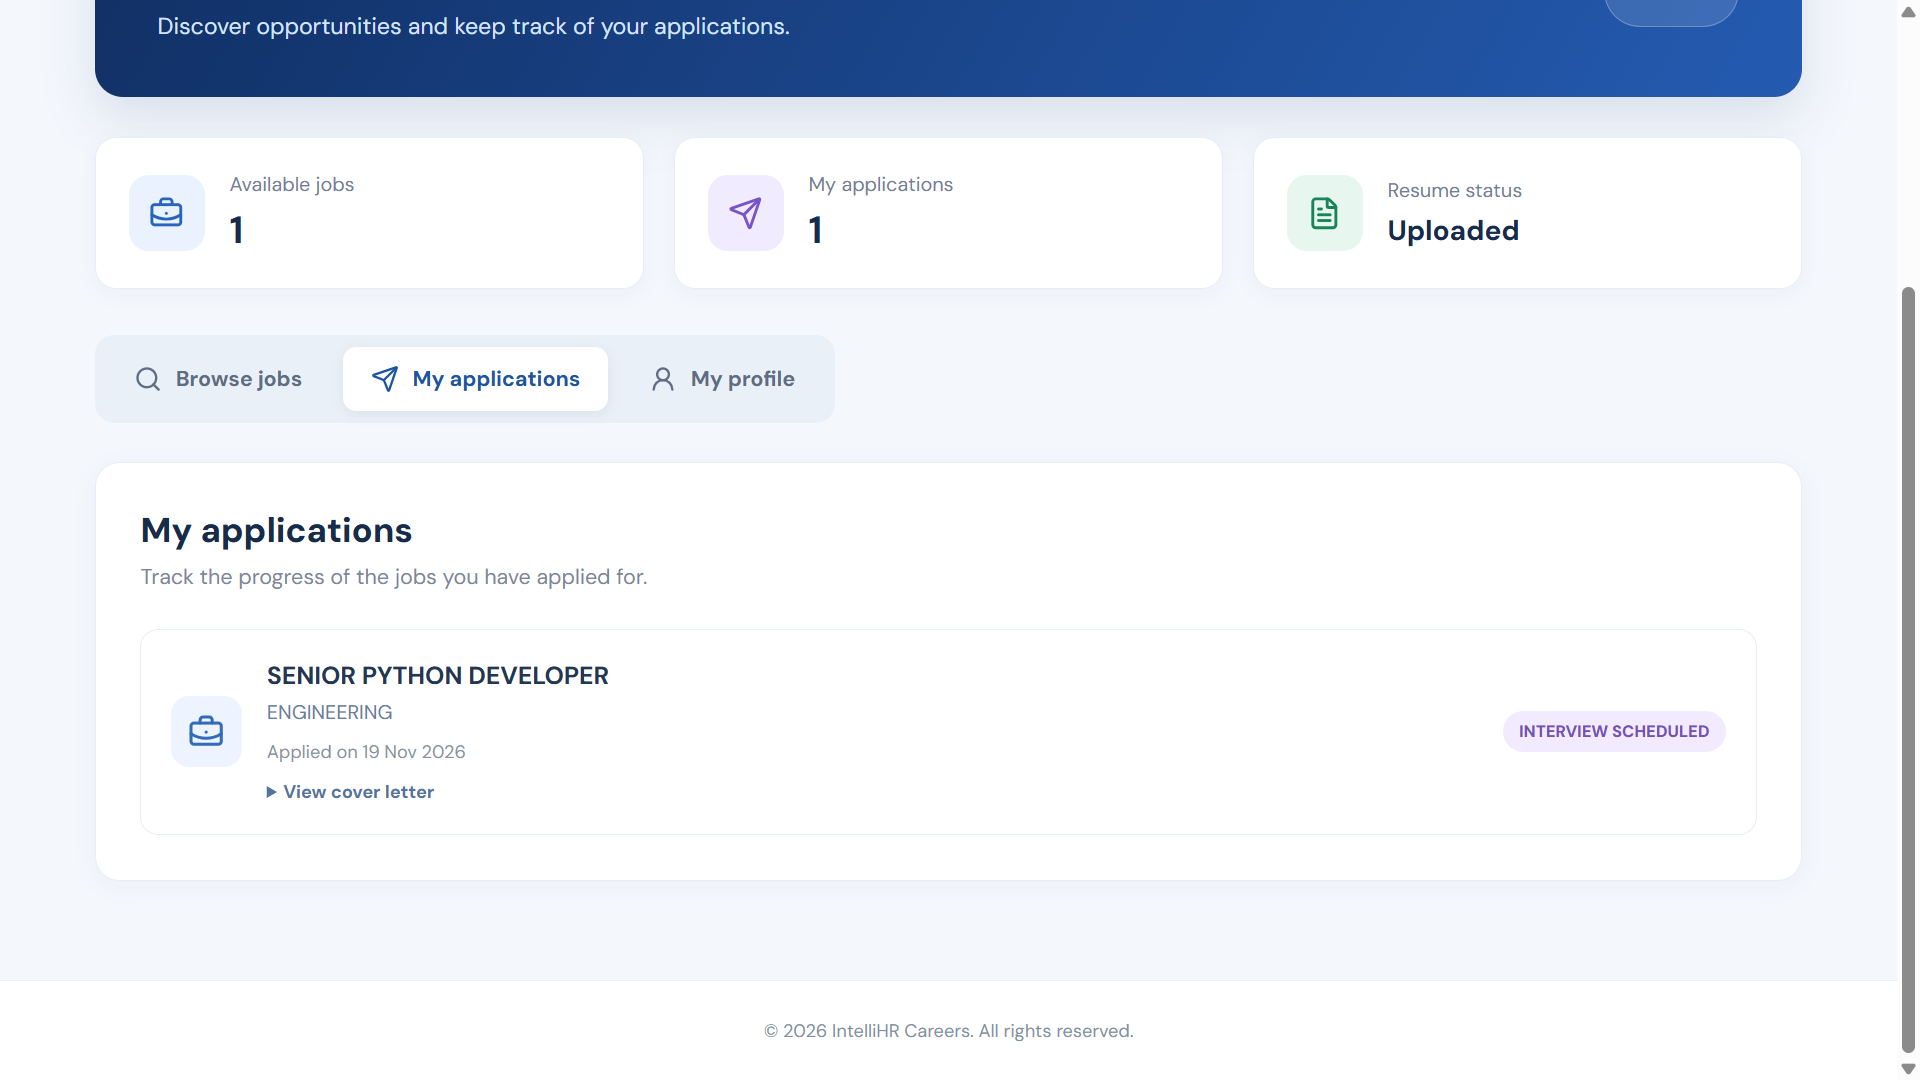 Discover opportunities and keep track of your applications.
Available jobs
1
My applications
1
Resume status
Uploaded
Browse jobs
My applications
My profile
My applications
Track the progress of the jobs you have applied for.
SENIOR PYTHON DEVELOPER
ENGINEERING
Applied on 19 Nov 2026
View cover letter
INTERVIEW SCHEDULED
© 2026 IntelliHR Careers. All rights reserved.